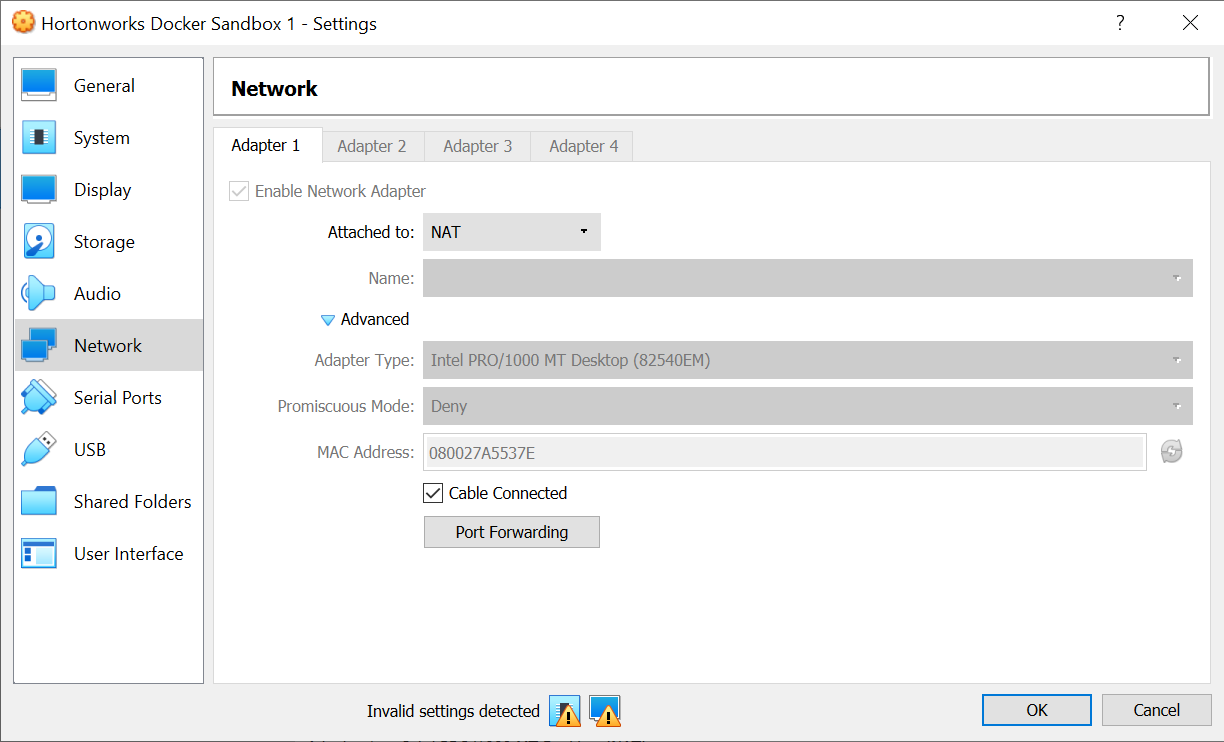 Hortonworks Docker Sandbox 1 - Settings
?
General
System
Display
Storage
Audio
Network
Serial Ports
USB
Shared Folders
User Interface
Network
Adapter 1 Adapter 2 Adapter 3 Adapter 4
Enable Network Adapter
Attached to: NAT
Name:
Advanced
Adapter Type: Intel PRO/1000 MT Desktop (82540EM)
Promiscuous Mode: Deny
MAC Address: 080027A5537E
Cable Connected
Port Forwarding
Invalid settings detected
OK Cancel